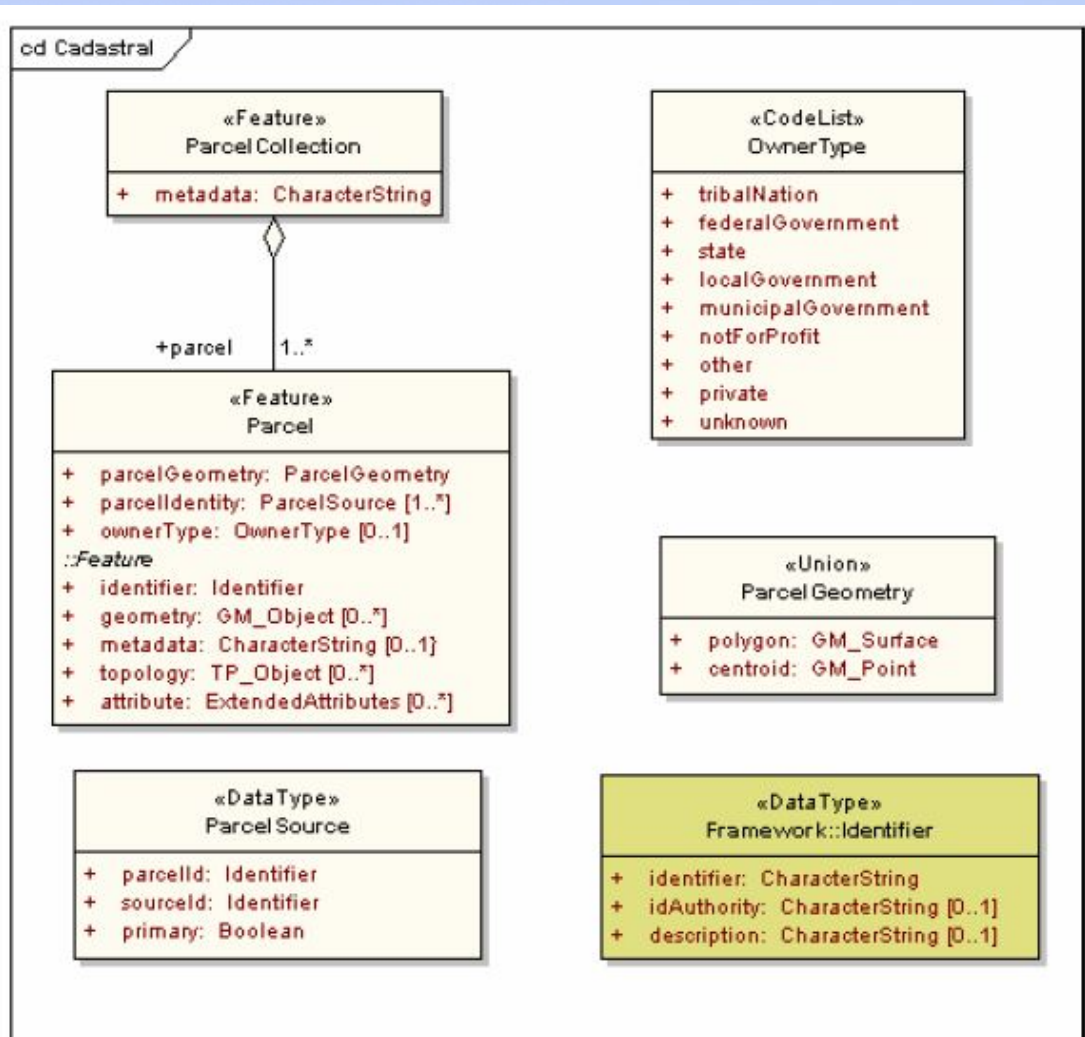 cd Cadastral
«Feature»
ParcelCollection
+ metadata: CharacterString
+parcel 1..*
«Feature»
Parcel
+ parcelGeometry: ParcelGeometry
+ parcelIdentity: ParcelSource [1..*]
+ ownerType: OwnerType [0..1]
::Feature
+ identifier: Identifier
+ geometry: GM_Object [0..*]
+ metadata: CharacterString [0..1}
+ topology: TP_Object [0..*]
+ attribute: ExtendedAttributes [0..*]
«DataType»
ParcelSource
+ parcelId: Identifier
+ sourceId: Identifier
+ primary: Boolean
«CodeList»
OwnerType
+ tribalNation
+ federalGovernment
+ state
+ localGovernment
+ municipalGovernment
+ notForProfit
+ other
+ private
+ unknown
«Union»
ParcelGeometry
+ polygon: GM_Surface
+ centroid: GM_Point
«DataType»
Framework::Identifier
+ identifier: CharacterString
+ idAuthority: CharacterString [0..1]
+ description: CharacterString [0..1]